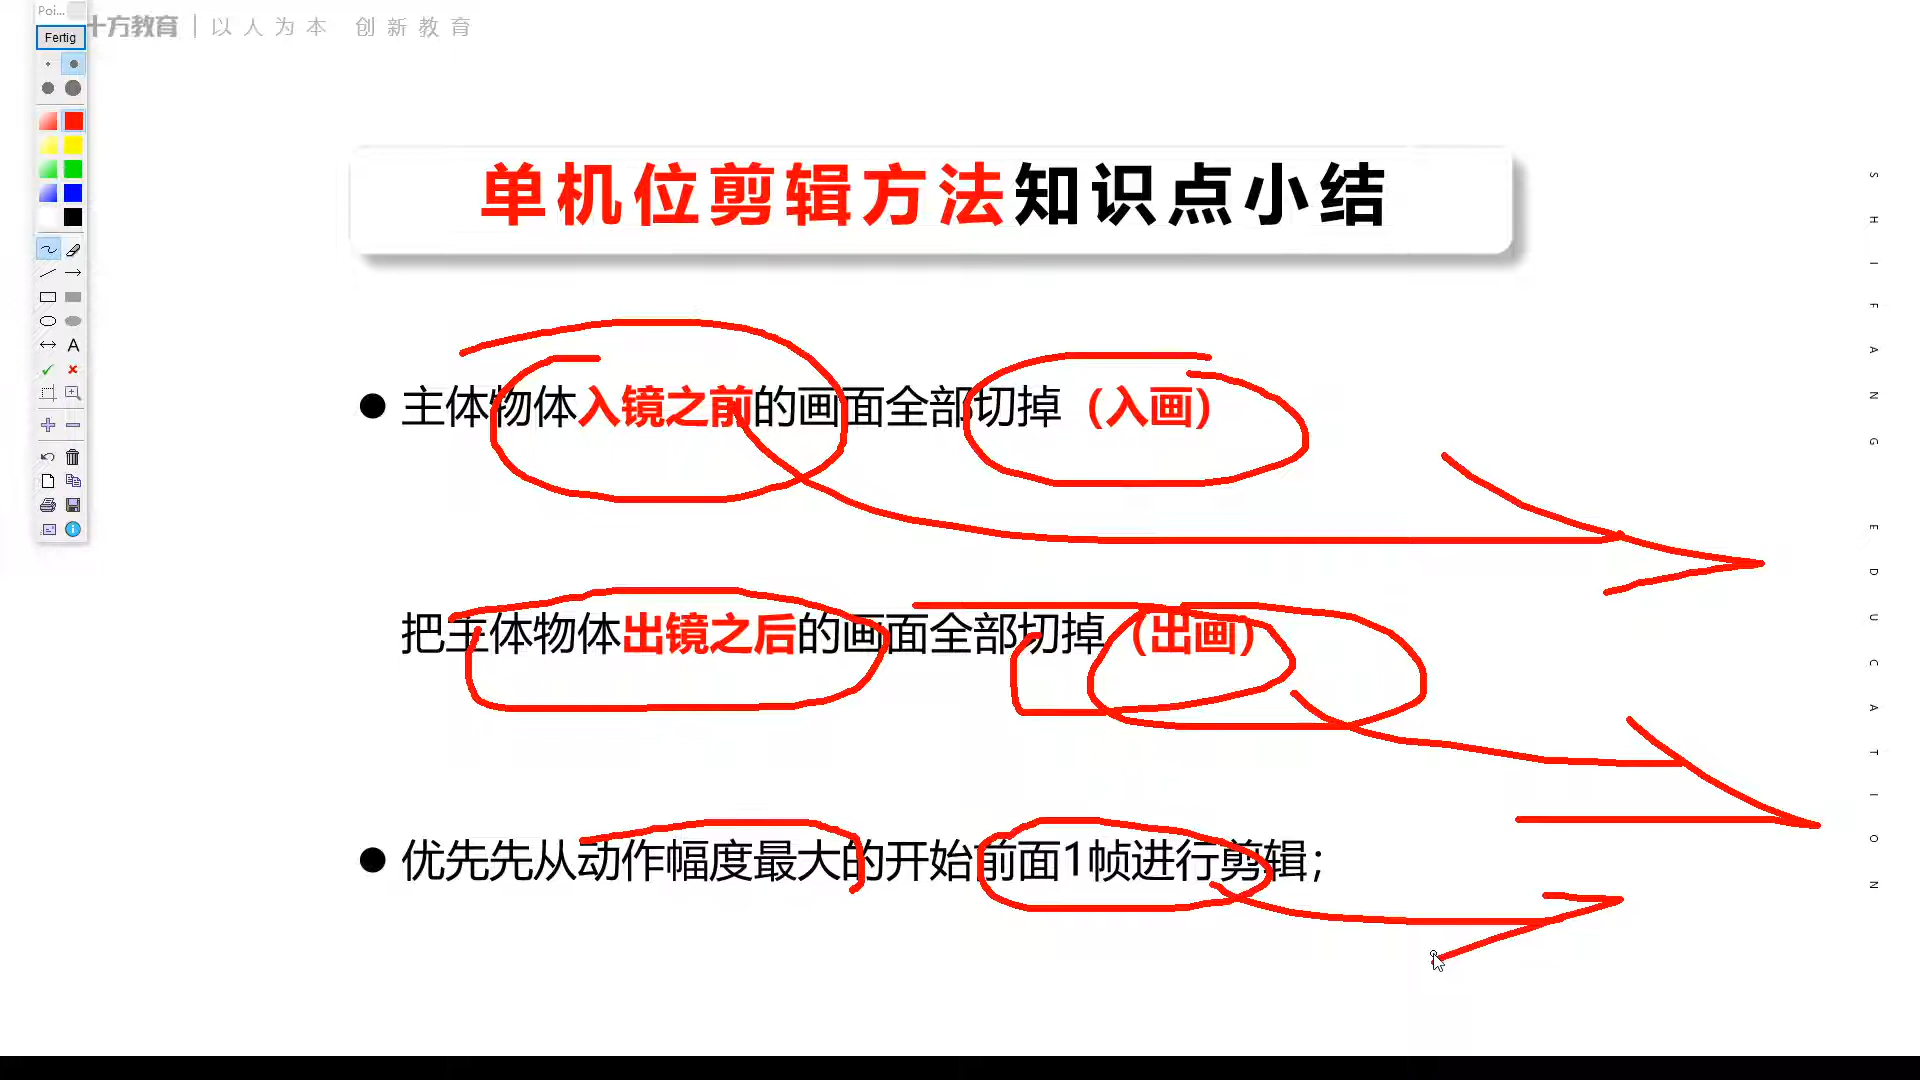 Poi...
Fertig
A
十方教育 | 以人为本 创新教育
单机位剪辑方法知识点小结
● 主体物体入镜之前的画面全部切掉（入画）
把主体物体出镜之后的画面全部切掉（出画）
● 优先先从动作幅度最大的开始前面1帧进行剪辑；
SHIFANG EDUCATION